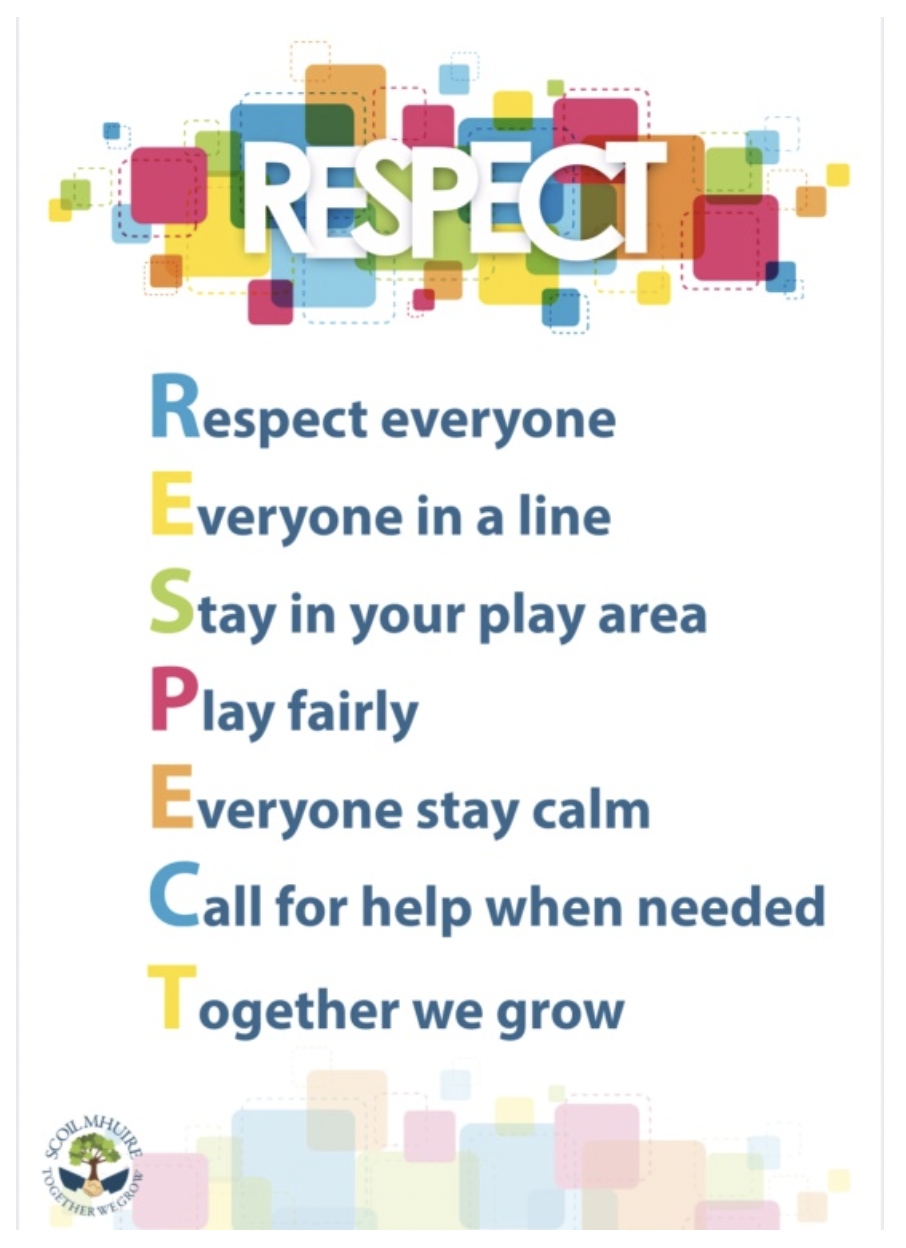 RESPECT
Respect everyone
Everyone in a line
Stay in your play area
Play fairly
Everyone stay calm
Call for help when needed
Together we grow
SCOIL MHUIRE
TOGETHER WE GROW